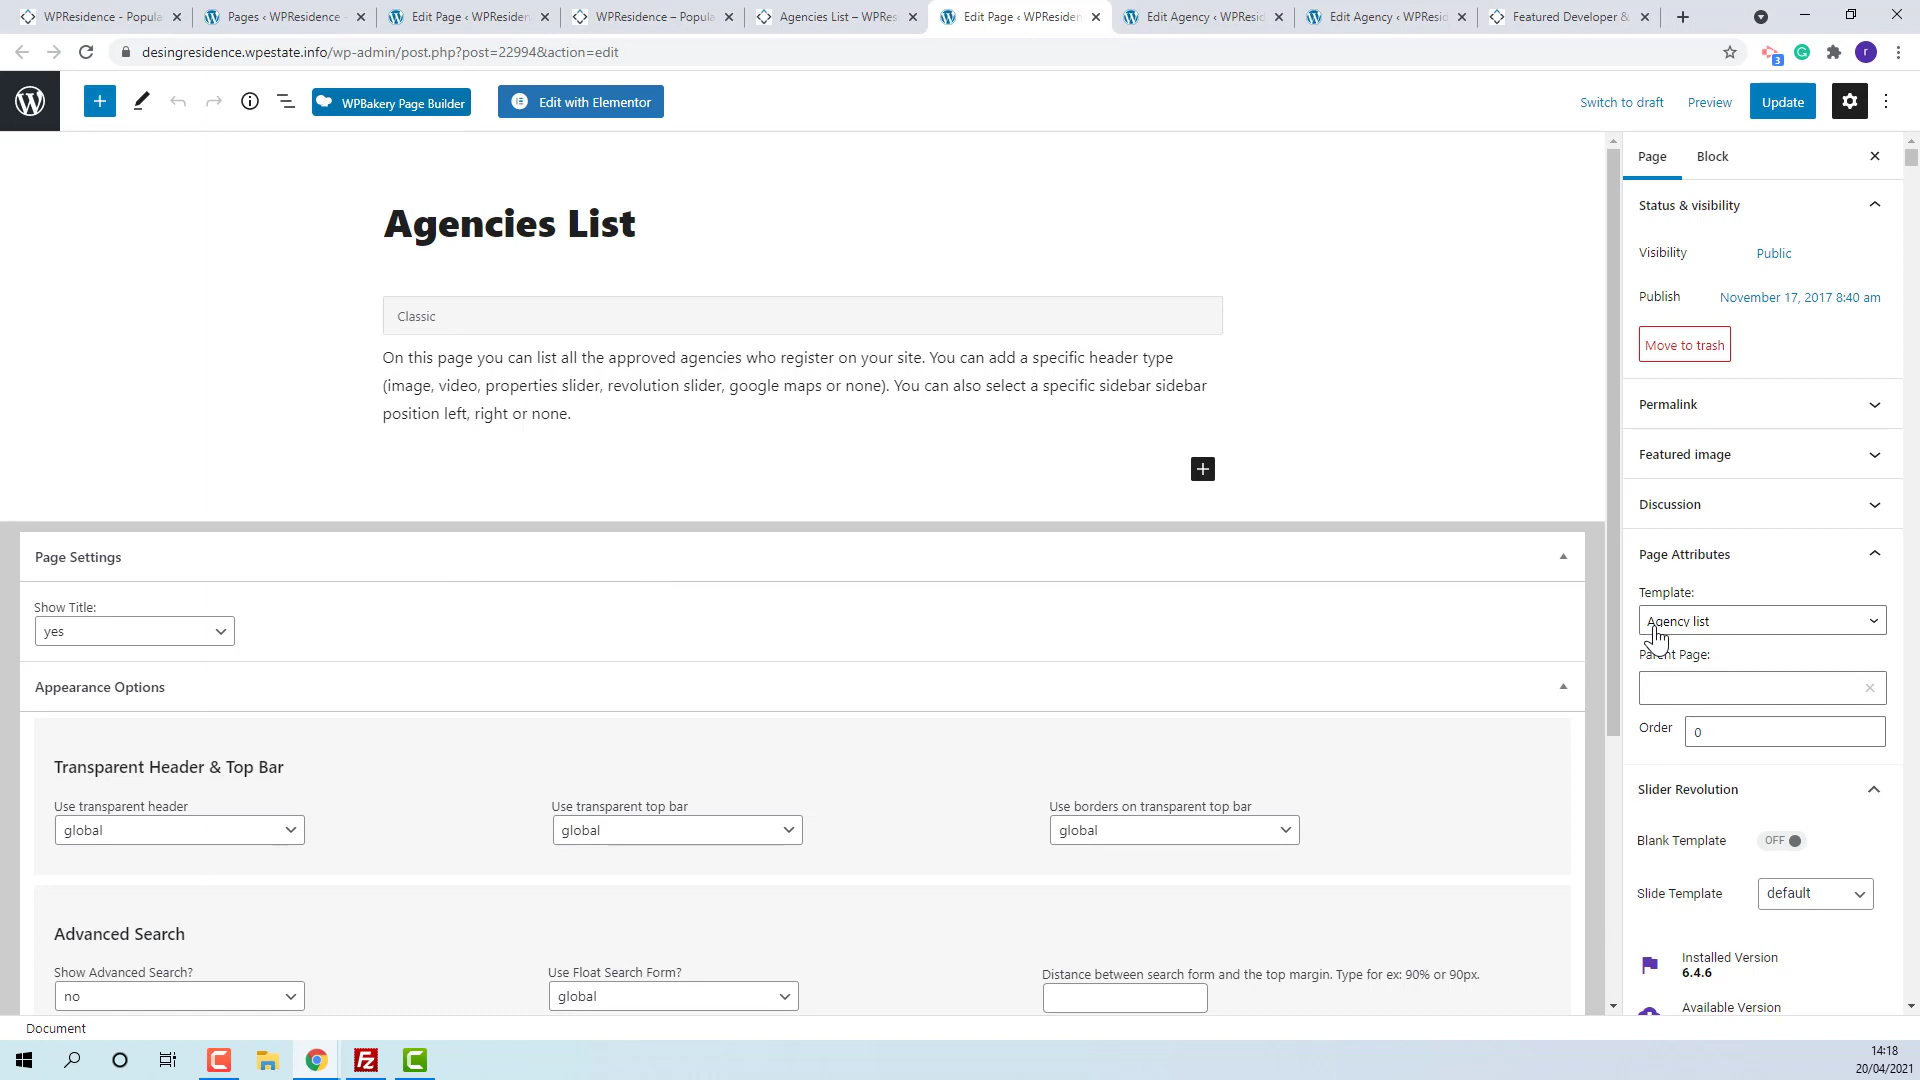 WPResidence - Popula
Pages ‹ WPResidence -
Edit Page ‹ WPResiden
WPResidence – Popula
Agencies List – WPRes
Edit Page ‹ WPResiden
Edit Agency ‹ WPResid
Edit Agency ‹ WPResid
Featured Developer &
desingresidence.wpestate.info/wp-admin/post.php?post=22994&action=edit
3
r
WPBakery Page Builder
Edit with Elementor
Switch to draft
Preview
Update
Page
Block
Agencies List
Classic
On this page you can list all the approved agencies who register on your site. You can add a specific header type
(image, video, properties slider, revolution slider, google maps or none). You can also select a specific sidebar sidebar
position left, right or none.
Status & visibility
Visibility
Public
Publish
November 17, 2017 8:40 am
Move to trash
Permalink
Featured image
Discussion
Page Attributes
Template:
Agency list
Parent Page:
Order
0
Slider Revolution
Blank Template
OFF
Slide Template
default
Installed Version
6.4.6
Available Version
Page Settings
Show Title:
yes
Appearance Options
Transparent Header & Top Bar
Use transparent header
global
Use transparent top bar
global
Use borders on transparent top bar
global
Advanced Search
Show Advanced Search?
no
Use Float Search Form?
global
Distance between search form and the top margin. Type for ex: 90% or 90px.
Document
14:18
20/04/2021